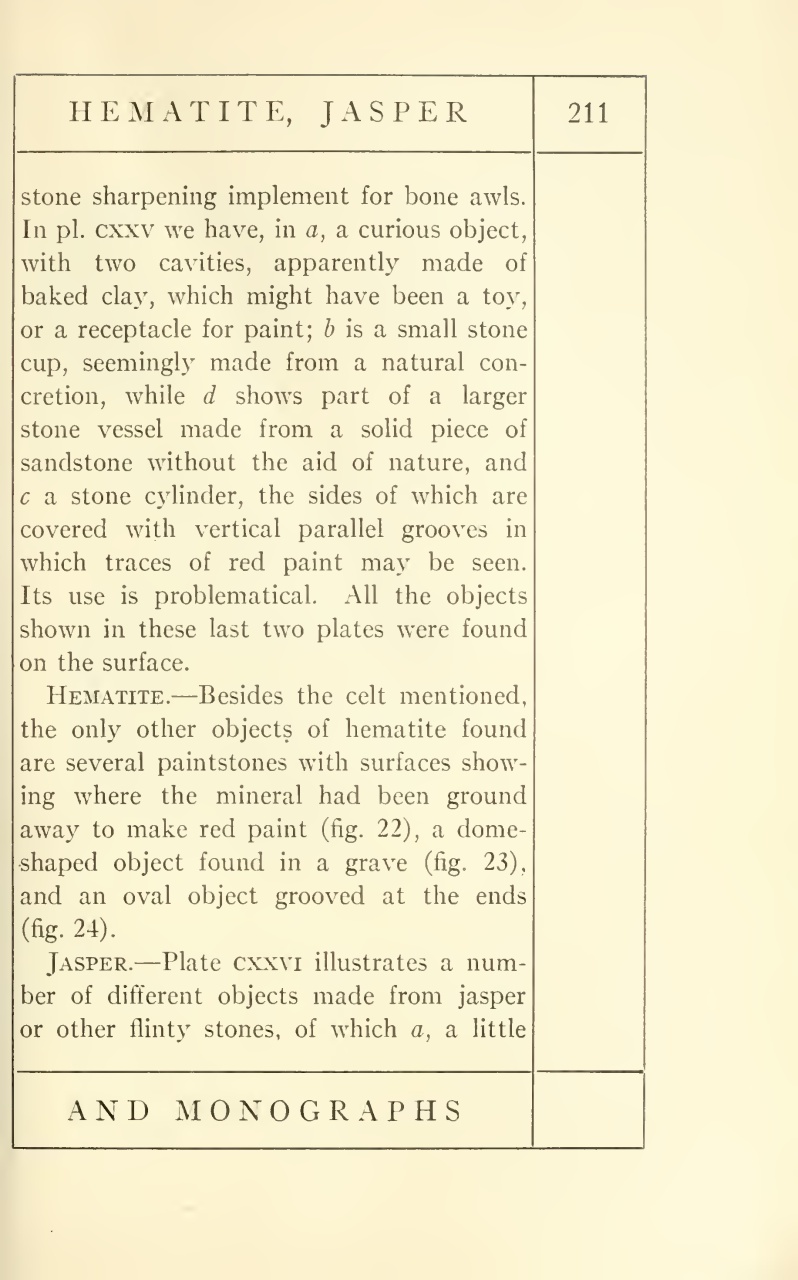 HEMATITE, JASPER
211
stone sharpening implement for bone awls.
In pl. CXXV we have, in a, a curious object,
with two cavities, apparently made of
baked clay, which might have been a toy,
or a receptacle for paint; b is a small stone
cup, seemingly made from a natural con-
cretion, while d shows part of a larger
stone vessel made from a solid piece of
sandstone without the aid of nature, and
c a stone cylinder, the sides of which are
covered with vertical parallel grooves in
which traces of red paint may be seen.
Its use is problematical. All the objects
shown in these last two plates were found
on the surface.
HEMATITE.—Besides the celt mentioned,
the only other objects of hematite found
are several paintstones with surfaces show-
ing where the mineral had been ground
away to make red paint (fig. 22), a dome-
shaped object found in a grave (fig. 23),
and an oval object grooved at the ends
(fig. 24).
JASPER.—Plate CXXVI illustrates a num-
ber of different objects made from jasper
or other flinty stones, of which a, a little
AND MONOGRAPHS